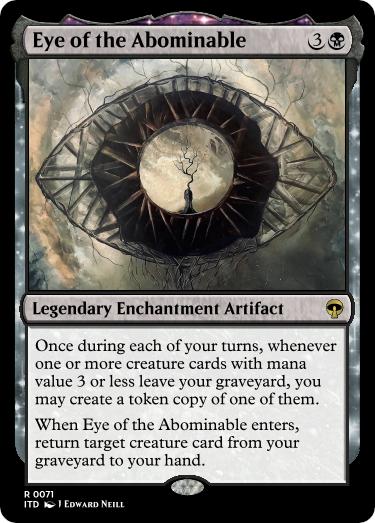 Eye of the Abominable 3
Legendary Enchantment Artifact
Once during each of your turns, whenever
one or more creature cards with mana
value 3 or less leave your graveyard, you
may create a token copy of one of them.
When Eye of the Abominable enters,
return target creature card from your
graveyard to your hand.
R 0071
ITD J Edward Neill